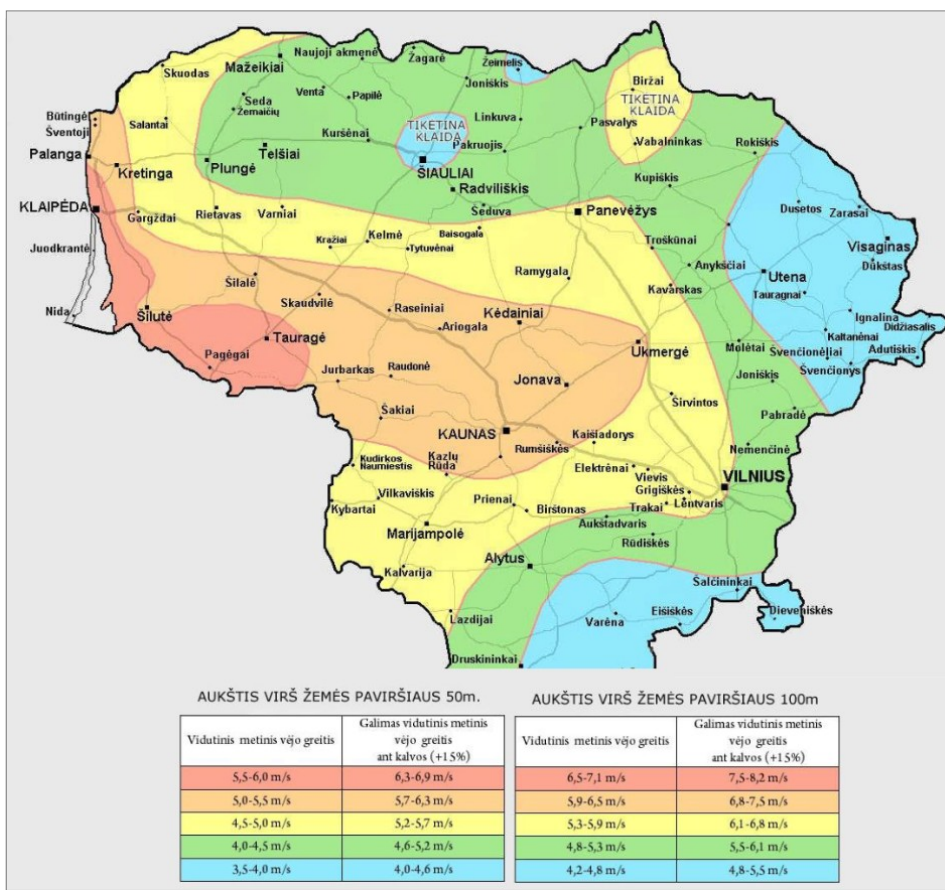 Skuodas
Mažeikiai
Naujoji akmenė
Žagarė
Žeimelis
Joniškis
Biržai
TIKĖTINA
KLAIDA
Seda
Žemaičių
Venta
Papilė
Linkuva
Pasvalys
Vabalninkas
Rokiškis
Būtingė
Šventoji
Salantai
Kuršėnai
TIKĖTINA
KLAIDA
Pakruojis
Palanga
Kretinga
Plungė
Telšiai
ŠIAULIAI
Radviliškis
Kupiškis
KLAIPĖDA
Gargždai
Rietavas
Varniai
Šeduva
Panevėžys
Dusetos
Zarasai
Juodkrantė
Kražiai
Kelmė
Tytuvėnai
Baisogala
Troškūnai
Visaginas
Dūkštas
Šilalė
Ramygala
Anykščiai
Utena
Nida
Šilutė
Skaudvilė
Raseiniai
Kėdainiai
Kavarskas
Tauragnai
Ignalina
Didžiasalis
Tauragė
Ariogala
Ukmergė
Molėtai
Kaltanėnai
Švenčionėliai
Adutiškis
Švenčionys
Pagėgai
Jurbarkas
Raudonė
Jonava
Joniškis
Širvintos
Pabradė
Šakiai
KAUNAS
Rumšiškės
Kaišiadorys
Nemenčinė
Kudirkos
Naumiestis
Kazlų
Rūda
Elektrėnai
Vievis
VILNIUS
Grigiškės
Lentvaris
Kybartai
Vilkaviškis
Prienai
Birštonas
Trakai
Marijampolė
Aukštadvaris
Rūdiškės
Kalvarija
Alytus
Šalčininkai
Lazdijai
Varėna
Eišiškės
Dieveniškės
Druskininkai
AUKŠTIS VIRŠ ŽEMĖS PAVIRŠIAUS 50m.
Vidutinis metinis vėjo greitis
Galimas vidutinis metinis
vėjo greitis
ant kalvos (+15%)
5,5-6,0 m/s
6,3-6,9 m/s
5,0-5,5 m/s
5,7-6,3 m/s
4,5-5,0 m/s
5,2-5,7 m/s
4,0-4,5 m/s
4,6-5,2 m/s
3,5-4,0 m/s
4,0-4,6 m/s
AUKŠTIS VIRŠ ŽEMĖS PAVIRŠIAUS 100m
Vidutinis metinis vėjo greitis
Galimas vidutinis metinis
vėjo greitis
ant kalvos (+15%)
6,5-7,1 m/s
7,5-8,2 m/s
5,9-6,5 m/s
6,8-7,5 m/s
5,3-5,9 m/s
6,1-6,8 m/s
4,8-5,3 m/s
5,5-6,1 m/s
4,2-4,8 m/s
4,8-5,5 m/s